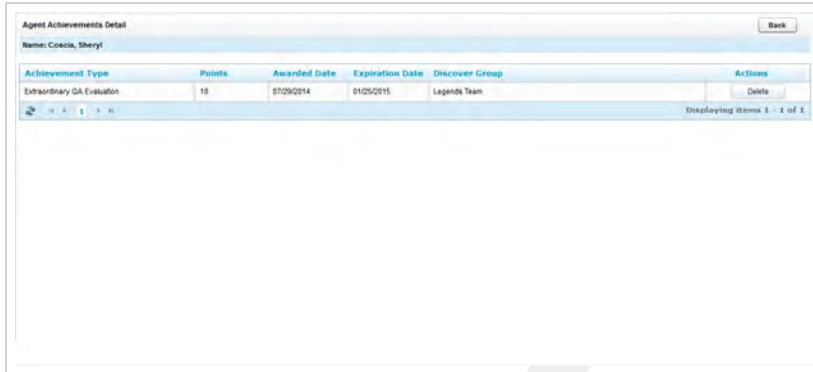 Agent Achievements Detail Back
Name: Coscia, Sheryl
Achievement Type Points Awarded Date Expiration Date Discover Group Actions
Extraordinary QA Evaluation 10 07/29/2014 01/25/2015 Legends Team Delete
1 Displaying items 1 - 1 of 1